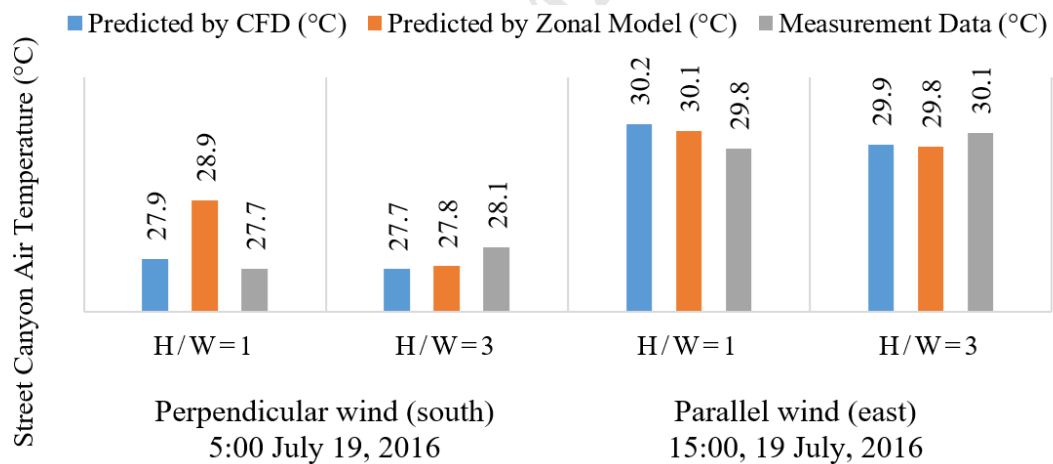 Predicted by CFD (°C) Predicted by Zonal Model (°C) Measurement Data (°C)
Street Canyon Air Temperature (°C)
27.9 28.9 27.7 27.7 27.8 28.1 30.2 30.1 29.8 29.9 29.8 30.1
H/W=1 H/W=3 H/W=1 H/W=3
Perpendicular wind (south) Parallel wind (east)
5:00 July 19, 2016 15:00, 19 July, 2016